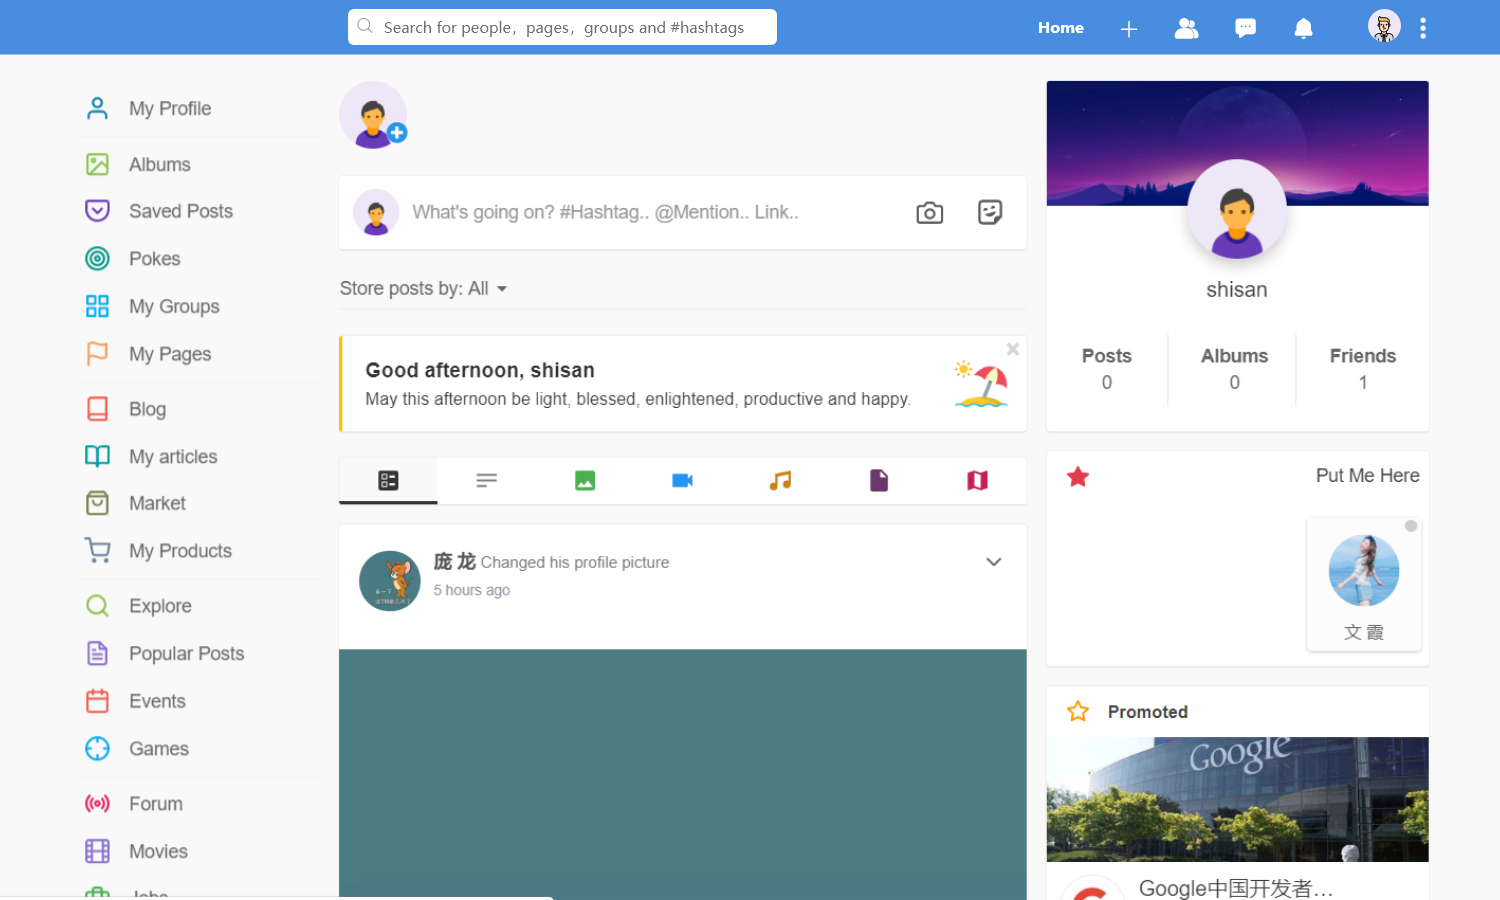 Search for people，pages，groups and #hashtags
Home
My Profile
Albums
Saved Posts
Pokes
My Groups
My Pages
Blog
My articles
Market
My Products
Explore
Popular Posts
Events
Games
Forum
Movies
Jobs
What's going on? #Hashtag.. @Mention.. Link..
Store posts by: All
Good afternoon, shisan
May this afternoon be light, blessed, enlightened, productive and happy.
庞 龙 Changed his profile picture
5 hours ago
shisan
Posts Albums Friends
0 0 1
Put Me Here
文 霞
Promoted
Google
Google中国开发者...